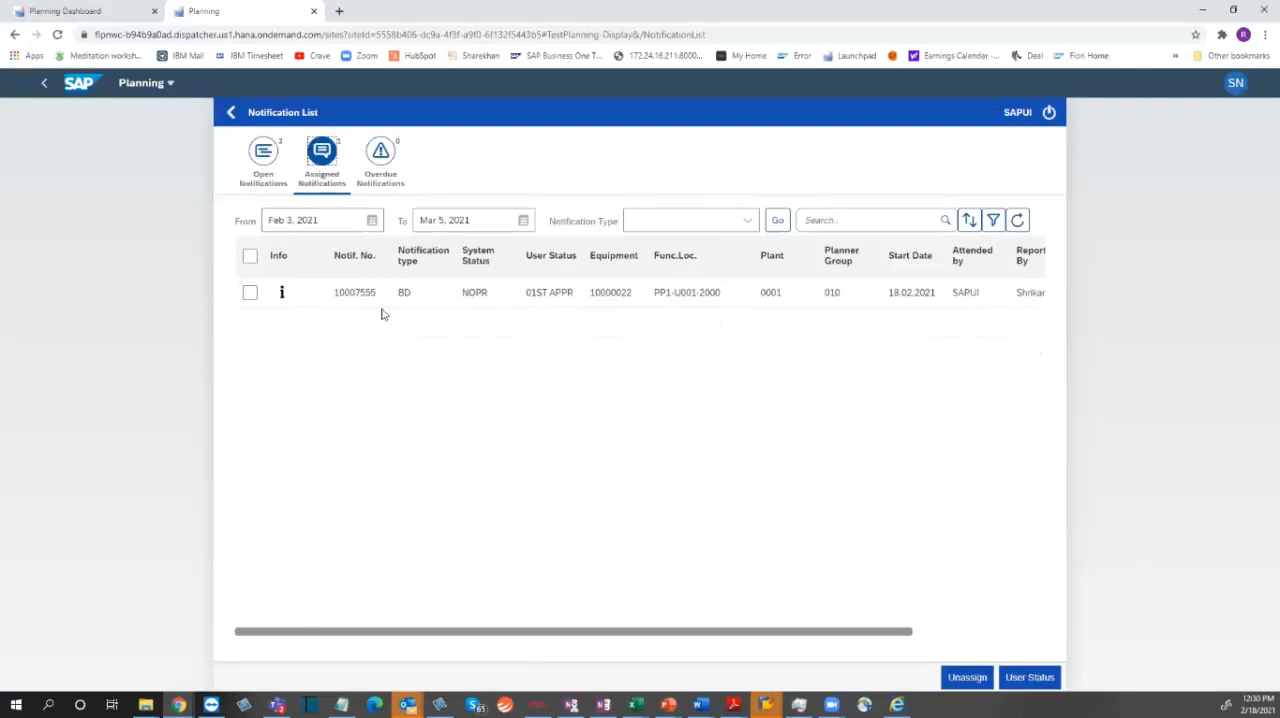 Planning Dashboard
Planning
flpnwc-b94b9a0ad.dispatcher.us1.hana.ondemand.com/sites?siteId=5558b406-dc9a-4f3f-a9f0-6f132f5443b5#TestPlanning-Display&/NotificationList
Apps Meditation worksh... IBM Mail IBM Timesheet Crave Zoom HubSpot Sharekhan SAP Business One T... 172.24.16.211:8000... My Home Error Launchpad Earnings Calendar -... Deal Fiori Home » Other bookmarks
SAP Planning SN
Notification List SAPUI
3 1 0
Open Notifications Assigned Notifications Overdue Notifications
From Feb 3, 2021 To Mar 5, 2021 Notification Type Go Search..
Info Notif. No. Notification type System Status User Status Equipment Func.Loc. Plant Planner Group Start Date Attended by Report By
10007555 BD NOPR 01ST APPR 10000022 PP1-U001-2000 0001 010 18.02.2021 SAPUI Shrikar
Unassign User Status
12:30 PM
2/18/2021